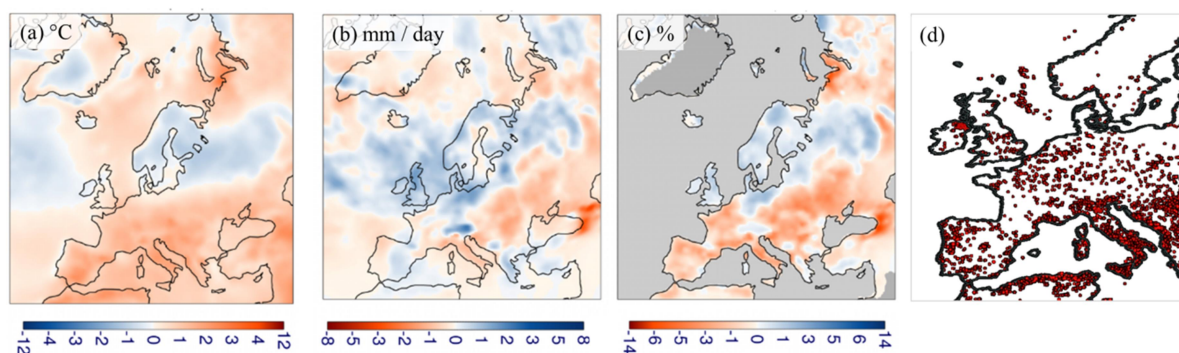 (a) °C
(b) mm / day
(c) %
(d)
-12 -4 -3 -2 -1 0 1 2 3 4 12
-8 -5 -3 -2 -1 0 1 2 3 5 8
-14 -6 -5 -3 -1 0 1 3 5 6 14